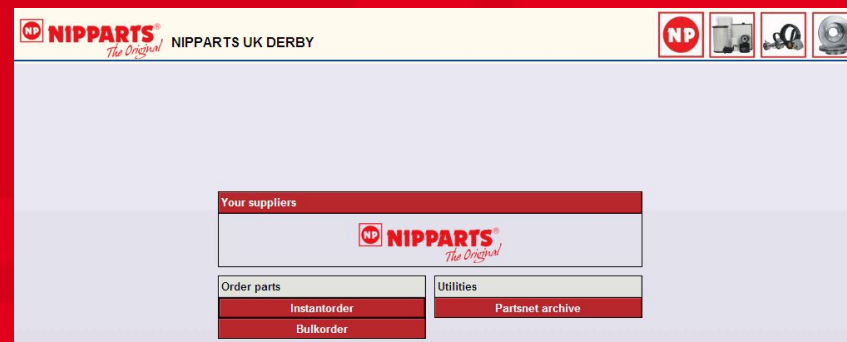 NP NIPPARTS®
The Original
NIPPARTS UK DERBY
NP
Your suppliers
NP NIPPARTS®
The Original
Order parts
Instantorder
Bulkorder
Utilities
Partsnet archive